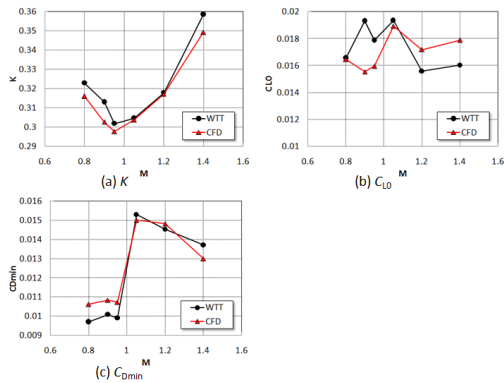 0.36
0.35
0.34
0.33
0.32
0.31
0.3
0.29
K
WTT
CFD
0.6 0.8 1 1.2 1.4 1.6
M
(a) K
0.02
0.018
0.016
0.014
0.012
0.01
CL0
WTT
CFD
0.6 0.8 1 1.2 1.4 1.6
M
(b) CL0
0.016
0.015
0.014
0.013
0.012
0.011
0.01
0.009
CDmin
WTT
CFD
0.6 0.8 1 1.2 1.4 1.6
M
(c) CDmin